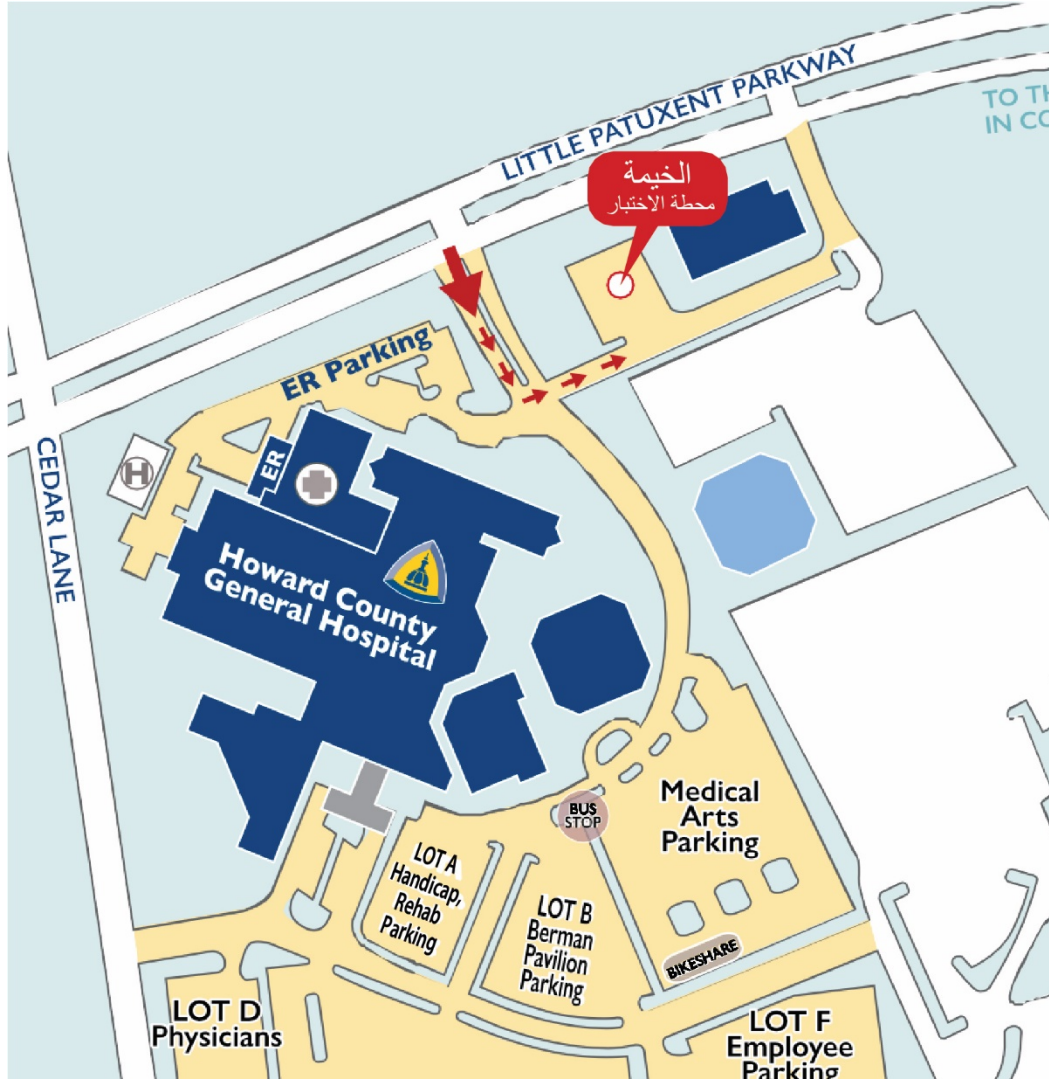 LITTLE PATUXENT PARKWAY
TO TH
IN CO
الخيمة
محطة الاختبار
ER Parking
CEDAR LANE
H
ER
Howard County
General Hospital
BUS
STOP
Medical
Arts
Parking
LOT A
Handicap,
Rehab
Parking
LOT B
Berman
Pavilion
Parking
BIKESHARE
LOT D
Physicians
LOT F
Employee
Parking